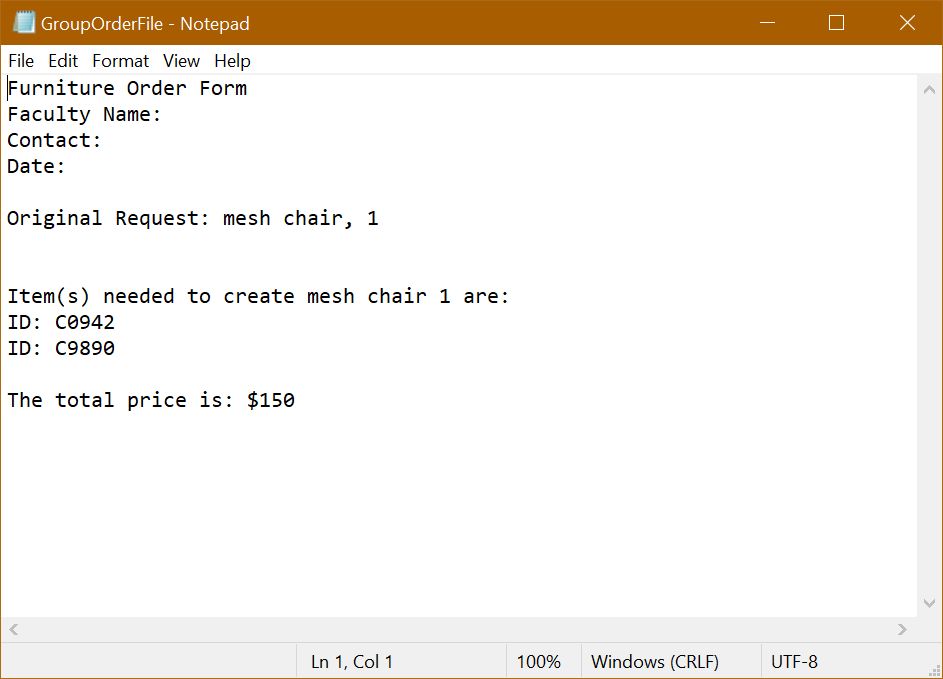 GroupOrderFile - Notepad
File Edit Format View Help
Furniture Order Form
Faculty Name:
Contact:
Date:
Original Request: mesh chair, 1
Item(s) needed to create mesh chair 1 are:
ID: C0942
ID: C9890
The total price is: $150
Ln 1, Col 1 100% Windows (CRLF) UTF-8